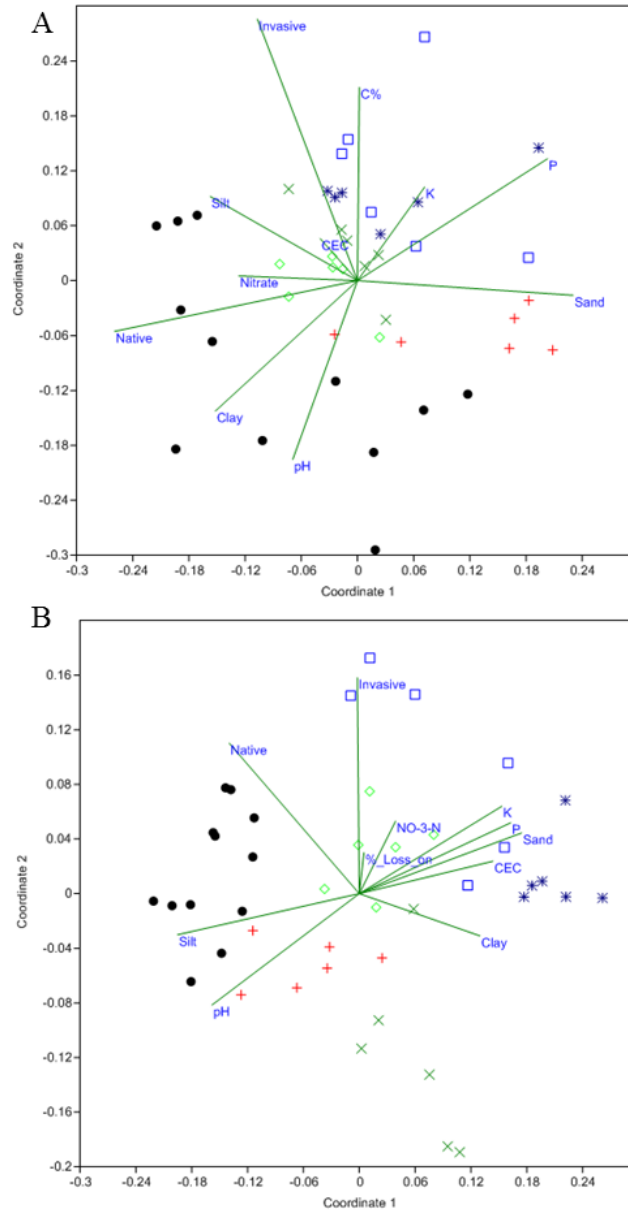 A
Invasive
C%
K
P
Silt
CEC
Nitrate
Sand
Native
Clay
pH
0.24
0.18
0.12
0.06
0
-0.06
-0.12
-0.18
-0.24
-0.3
Coordinate 2
-0.3 -0.24 -0.18 -0.12 -0.06 0 0.06 0.12 0.18 0.24
Coordinate 1
B
Invasive
Native
NO-3-N
K
P
Sand
%_Loss_on
CEC
Silt
Clay
pH
0.16
0.12
0.08
0.04
0
-0.04
-0.08
-0.12
-0.16
-0.2
Coordinate 2
-0.3 -0.24 -0.18 -0.12 -0.06 0 0.06 0.12 0.18 0.24
Coordinate 1